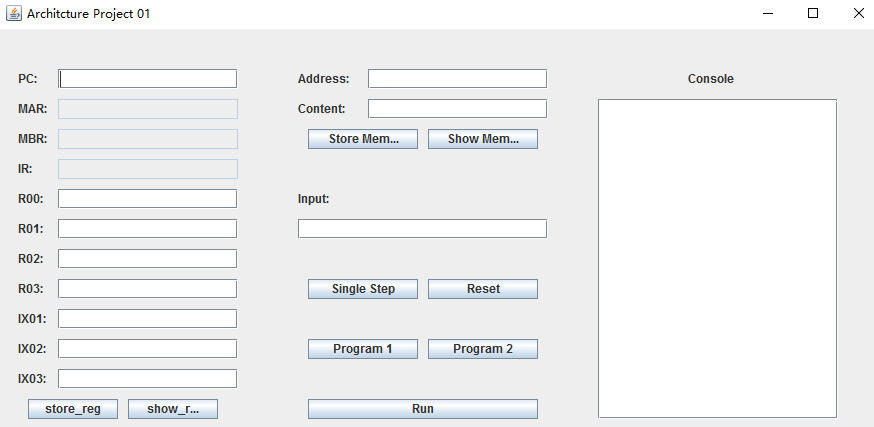 Architcture Project 01
PC:
MAR:
MBR:
IR:
R00:
R01:
R02:
R03:
IX01:
IX02:
IX03:
store_reg show_r...
Address:
Content:
Store Mem... Show Mem...
Input:
Single Step Reset
Program 1 Program 2
Run
Console